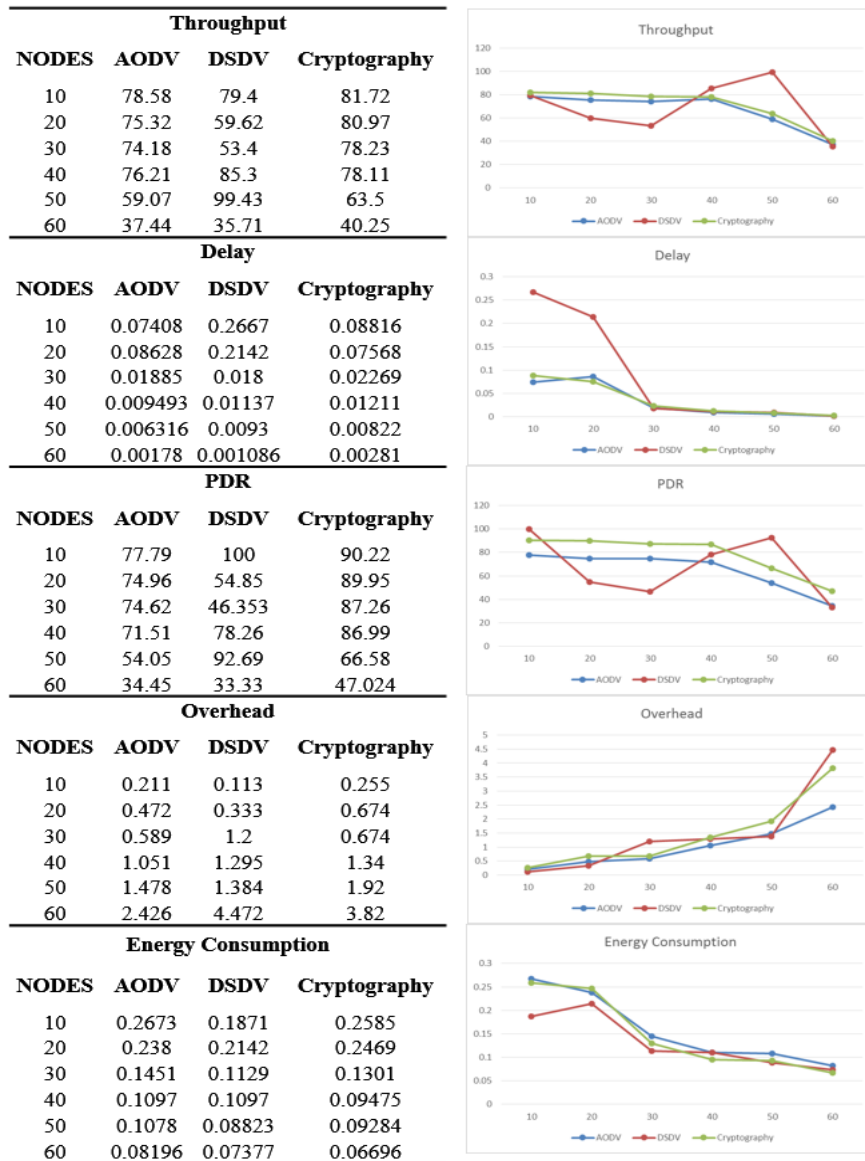 Throughput
NODES AODV DSDV Cryptography
10 78.58 79.4 81.72
20 75.32 59.62 80.97
30 74.18 53.4 78.23
40 76.21 85.3 78.11
50 59.07 99.43 63.5
60 37.44 35.71 40.25
Throughput
120
100
80
60
40
20
0
10 20 30 40 50 60
AODV DSDV Cryptography
Delay
NODES AODV DSDV Cryptography
10 0.07408 0.2667 0.08816
20 0.08628 0.2142 0.07568
30 0.01885 0.018 0.02269
40 0.009493 0.01137 0.01211
50 0.006316 0.0093 0.00822
60 0.00178 0.001086 0.00281
Delay
0.3
0.25
0.2
0.15
0.1
0.05
0
10 20 30 40 50 60
AODV DSDV Cryptography
PDR
NODES AODV DSDV Cryptography
10 77.79 100 90.22
20 74.96 54.85 89.95
30 74.62 46.353 87.26
40 71.51 78.26 86.99
50 54.05 92.69 66.58
60 34.45 33.33 47.024
PDR
120
100
80
60
40
20
0
10 20 30 40 50 60
AODV DSDV Cryptography
Overhead
NODES AODV DSDV Cryptography
10 0.211 0.113 0.255
20 0.472 0.333 0.674
30 0.589 1.2 0.674
40 1.051 1.295 1.34
50 1.478 1.384 1.92
60 2.426 4.472 3.82
Overhead
5
4.5
4
3.5
3
2.5
2
1.5
1
0.5
0
10 20 30 40 50 60
AODV DSDV Cryptography
Energy Consumption
NODES AODV DSDV Cryptography
10 0.2673 0.1871 0.2585
20 0.238 0.2142 0.2469
30 0.1451 0.1129 0.1301
40 0.1097 0.1097 0.09475
50 0.1078 0.08823 0.09284
60 0.08196 0.07377 0.06696
Energy Consumption
0.3
0.25
0.2
0.15
0.1
0.05
0
10 20 30 40 50 60
AODV DSDV Cryptography